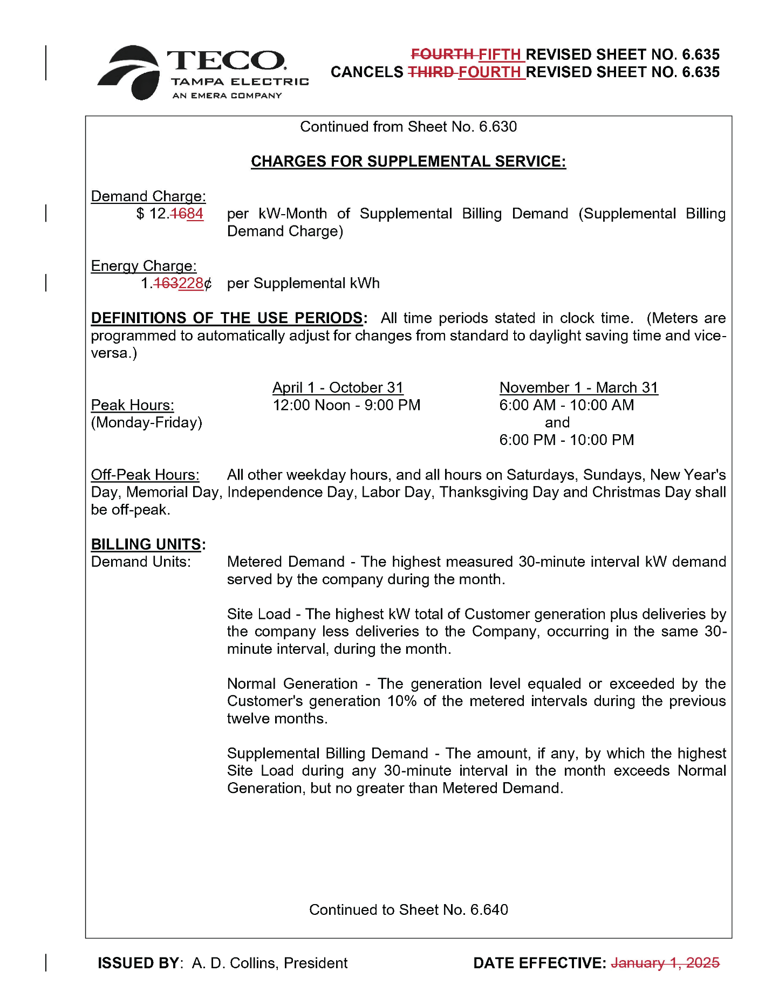 TECO.
TAMPA ELECTRIC
AN EMERA COMPANY
FOURTH FIFTH REVISED SHEET NO. 6.635
CANCELS THIRD FOURTH REVISED SHEET NO. 6.635
Continued from Sheet No. 6.630
CHARGES FOR SUPPLEMENTAL SERVICE:
Demand Charge:
$ 12.1684 per kW-Month of Supplemental Billing Demand (Supplemental Billing
Demand Charge)
Energy Charge:
1.163228¢ per Supplemental kWh
DEFINITIONS OF THE USE PERIODS: All time periods stated in clock time. (Meters are
programmed to automatically adjust for changes from standard to daylight saving time and vice-
versa.)
April 1 - October 31 November 1 - March 31
Peak Hours: 12:00 Noon - 9:00 PM 6:00 AM - 10:00 AM
(Monday-Friday) and
6:00 PM - 10:00 PM
Off-Peak Hours: All other weekday hours, and all hours on Saturdays, Sundays, New Year's
Day, Memorial Day, Independence Day, Labor Day, Thanksgiving Day and Christmas Day shall
be off-peak.
BILLING UNITS:
Demand Units: Metered Demand - The highest measured 30-minute interval kW demand
served by the company during the month.
Site Load - The highest kW total of Customer generation plus deliveries by
the company less deliveries to the Company, occurring in the same 30-
minute interval, during the month.
Normal Generation - The generation level equaled or exceeded by the
Customer's generation 10% of the metered intervals during the previous
twelve months.
Supplemental Billing Demand - The amount, if any, by which the highest
Site Load during any 30-minute interval in the month exceeds Normal
Generation, but no greater than Metered Demand.
Continued to Sheet No. 6.640
ISSUED BY: A. D. Collins, President DATE EFFECTIVE: January 1, 2025